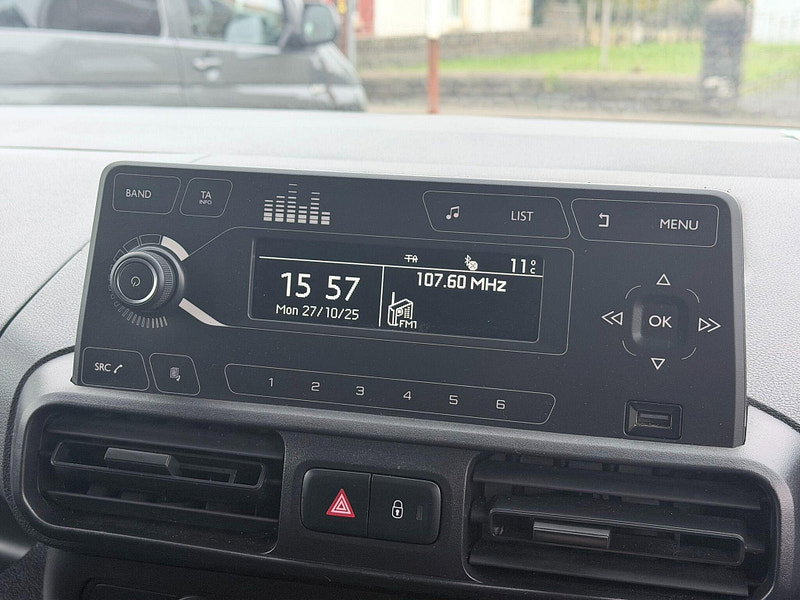 BAND
TA
INFO
LIST
MENU
TA
11°C
15 57
107.60 MHz
Mon 27/10/25
FM1
OK
SRC
1 2 3 4 5 6